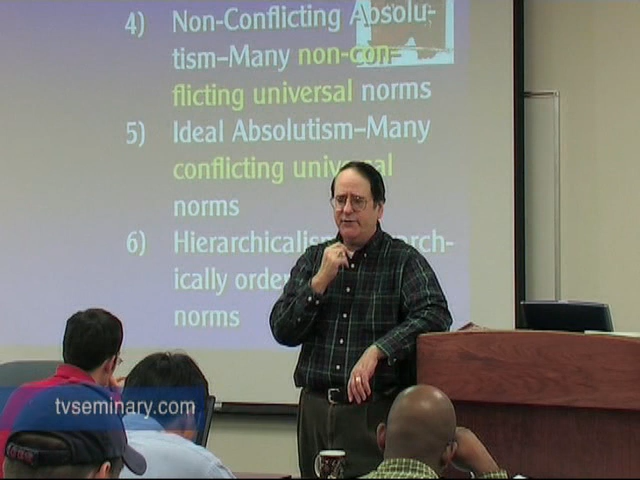 4) Non-Conflicting Absolu-
tism–Many non-con-
flicting universal norms
5) Ideal Absolutism–Many
conflicting universal
norms
6)
ically
norms
tvseminary.com